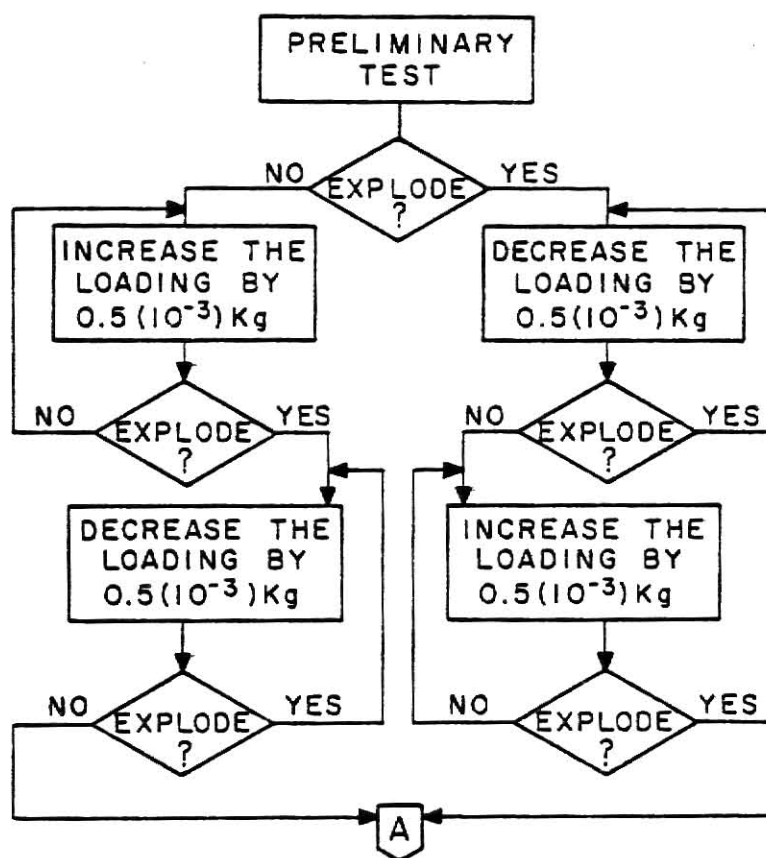 PRELIMINARY
TEST
NO
EXPLODE
?
YES
INCREASE THE
LOADING BY
0.5(10⁻³)Kg
DECREASE THE
LOADING BY
0.5(10⁻³)Kg
NO
EXPLODE
?
YES
NO
EXPLODE
?
YES
DECREASE THE
LOADING BY
0.5(10⁻³)Kg
INCREASE THE
LOADING BY
0.5(10⁻³)Kg
NO
EXPLODE
?
YES
NO
EXPLODE
?
YES
A